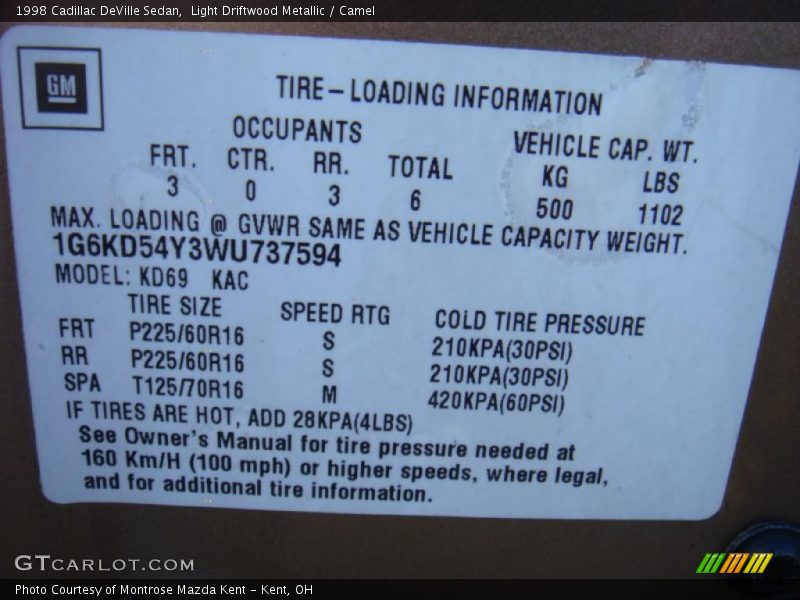 1998 Cadillac DeVille Sedan,  Light Driftwood Metallic / Camel
GM
TIRE-LOADING INFORMATION
OCCUPANTS VEHICLE CAP. WT.
FRT. CTR. RR. TOTAL KG LBS
3 0 3 6 500 1102
MAX. LOADING @ GVWR SAME AS VEHICLE CAPACITY WEIGHT.
1G6KD54Y3WU737594
MODEL: KD69 KAC
TIRE SIZE SPEED RTG COLD TIRE PRESSURE
FRT P225/60R16 S 210KPA(30PSI)
RR P225/60R16 S 210KPA(30PSI)
SPA T125/70R16 M 420KPA(60PSI)
IF TIRES ARE HOT, ADD 28KPA(4LBS)
See Owner's Manual for tire pressure needed at
160 Km/H (100 mph) or higher speeds, where legal,
and for additional tire information.
GTCARLOT.COM
Photo Courtesy of Montrose Mazda Kent - Kent, OH